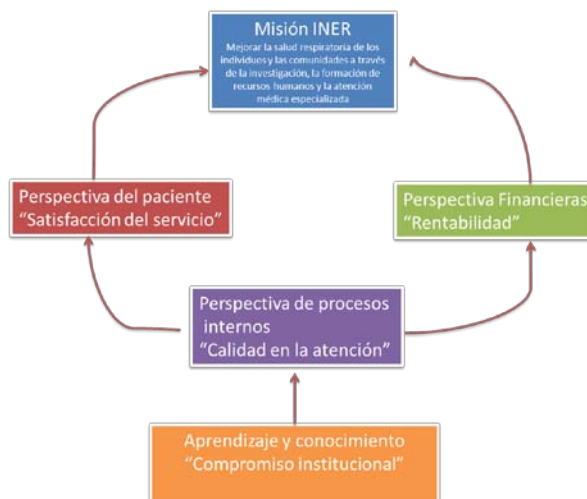 Misión INER
Mejorar la salud respiratoria de los
individuos y las comunidades a través
de la investigación, la formación de
recursos humanos y la atención
médica especializada
Perspectiva del paciente
“Satisfacción del servicio”
Perspectiva Financieras
“Rentabilidad”
Perspectiva de procesos
internos
“Calidad en la atención”
Aprendizaje y conocimiento
“Compromiso institucional”